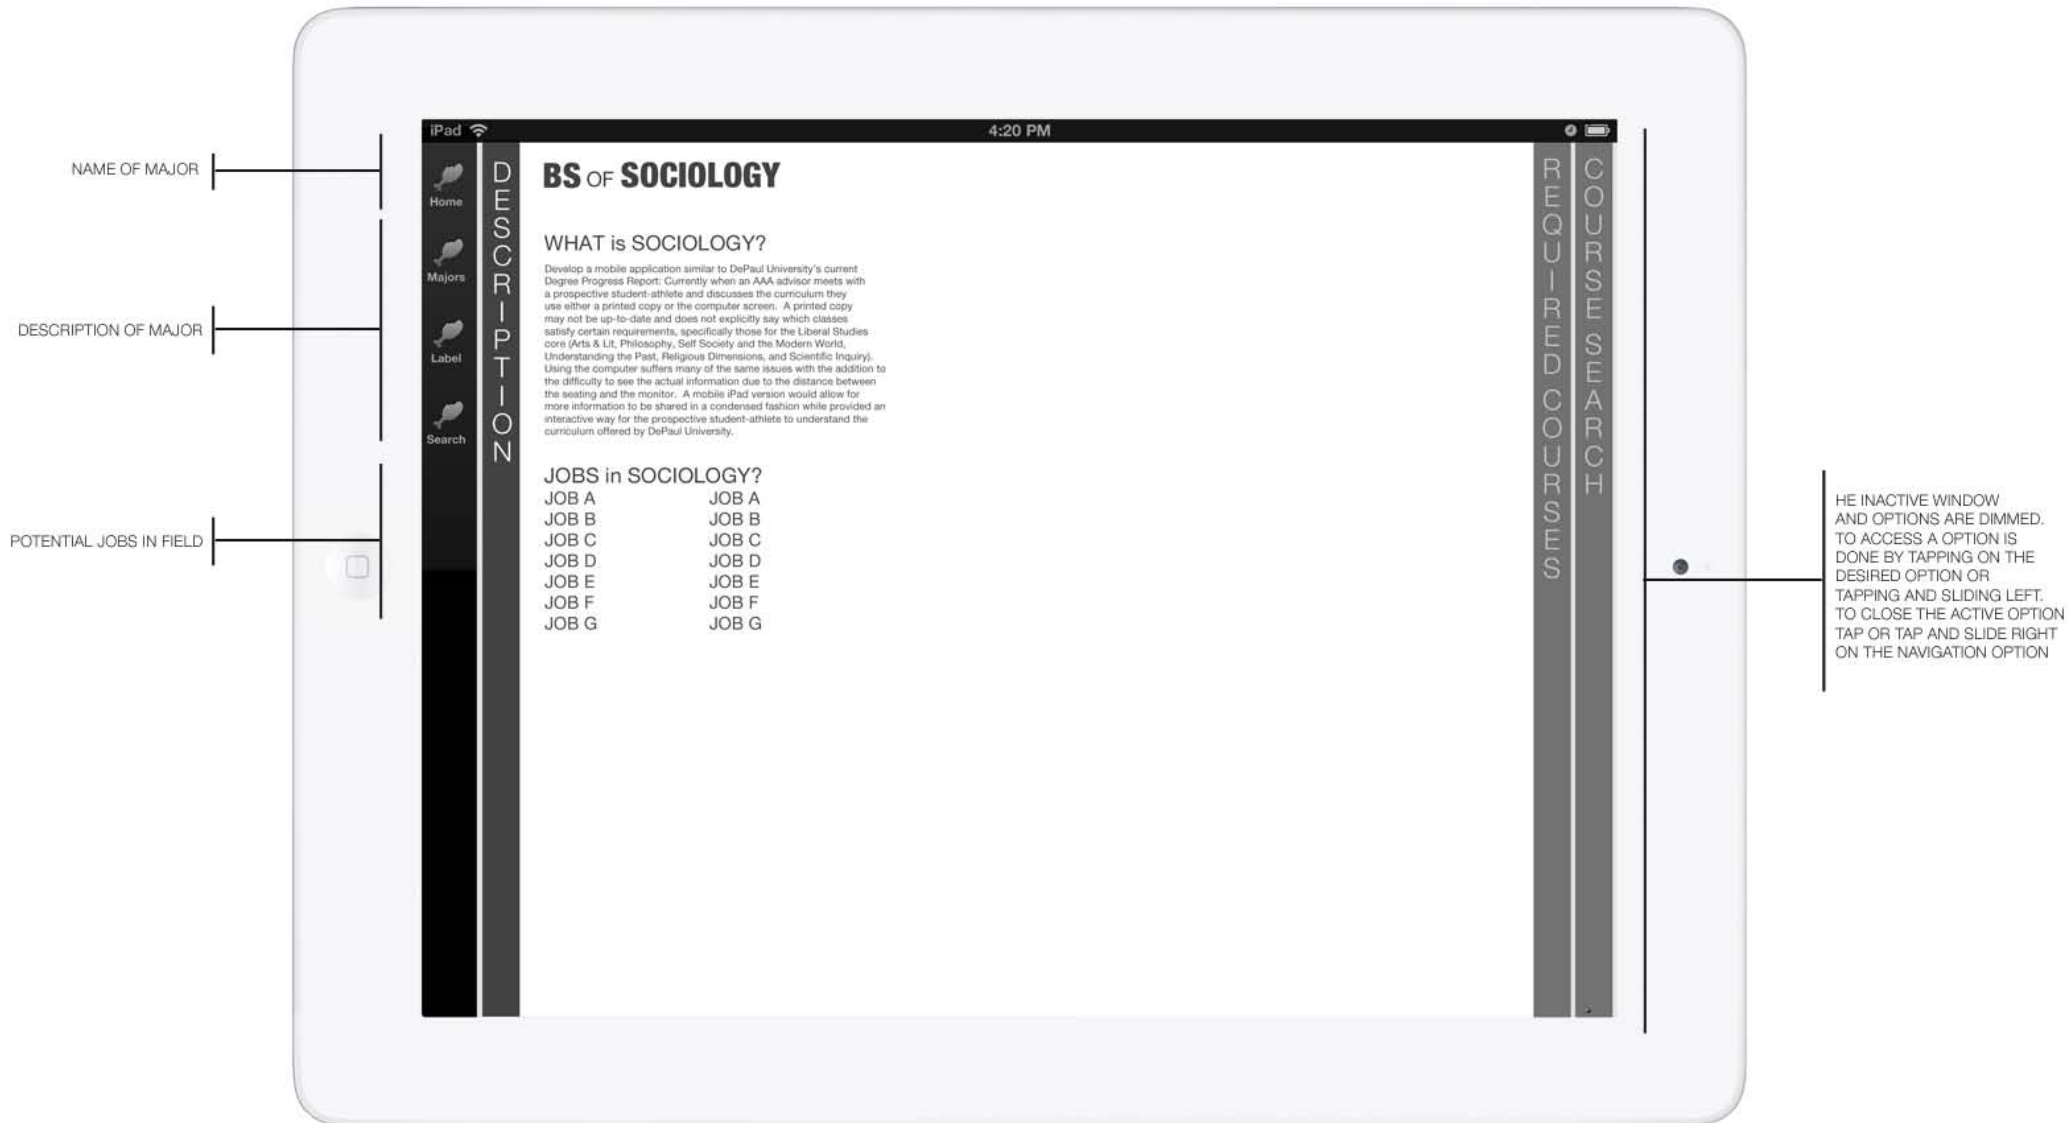 iPad
4:20 PM
NAME OF MAJOR
DESCRIPTION OF MAJOR
POTENTIAL JOBS IN FIELD
Home
Majors
Label
Search
DESCRIPTION
BS OF SOCIOLOGY
WHAT is SOCIOLOGY?
Develop a mobile application similar to DePaul University's current
Degree Progress Report: Currently when an AAA advisor meets with
a prospective student-athlete and discusses the curriculum they
use either a printed copy or the computer screen. A printed copy
may not be up-to-date and does not explicitly say which classes
satisfy certain requirements, specifically those for the Liberal Studies
core (Arts & Lit, Philosophy, Self Society and the Modern World,
Understanding the Past, Religious Dimensions, and Scientific Inquiry).
Using the computer suffers many of the same issues with the addition to
the difficulty to see the actual information due to the distance between
the seating and the monitor. A mobile iPad version would allow for
more information to be shared in a condensed fashion while provided an
interactive way for the prospective student-athlete to understand the
curriculum offered by DePaul University.
JOBS in SOCIOLOGY?
JOB A JOB A
JOB B JOB B
JOB C JOB C
JOB D JOB D
JOB E JOB E
JOB F JOB F
JOB G JOB G
REQUIRED COURSES
COURSE SEARCH
HE INACTIVE WINDOW
AND OPTIONS ARE DIMMED.
TO ACCESS A OPTION IS
DONE BY TAPPING ON THE
DESIRED OPTION OR
TAPPING AND SLIDING LEFT.
TO CLOSE THE ACTIVE OPTION
TAP OR TAP AND SLIDE RIGHT
ON THE NAVIGATION OPTION